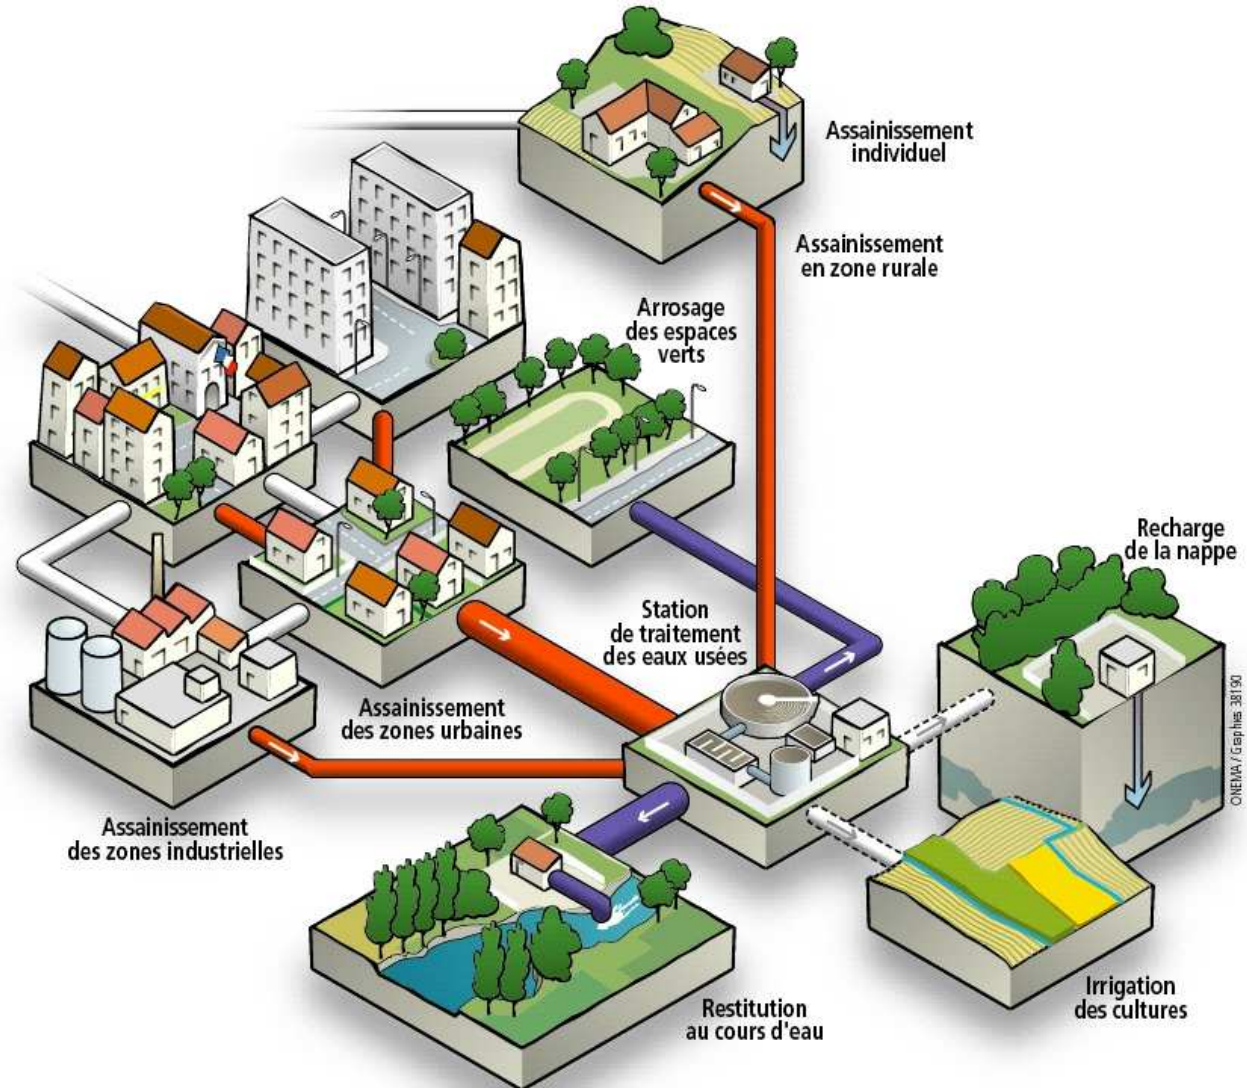 Assainissement
individuel
Assainissement
en zone rurale
Arrosage
des espaces
verts
Recharge
de la nappe
Station
de traitement
des eaux usées
Assainissement
des zones urbaines
Assainissement
des zones industrielles
Irrigation
des cultures
Restitution
au cours d'eau
ONEMA / Graphies 38190